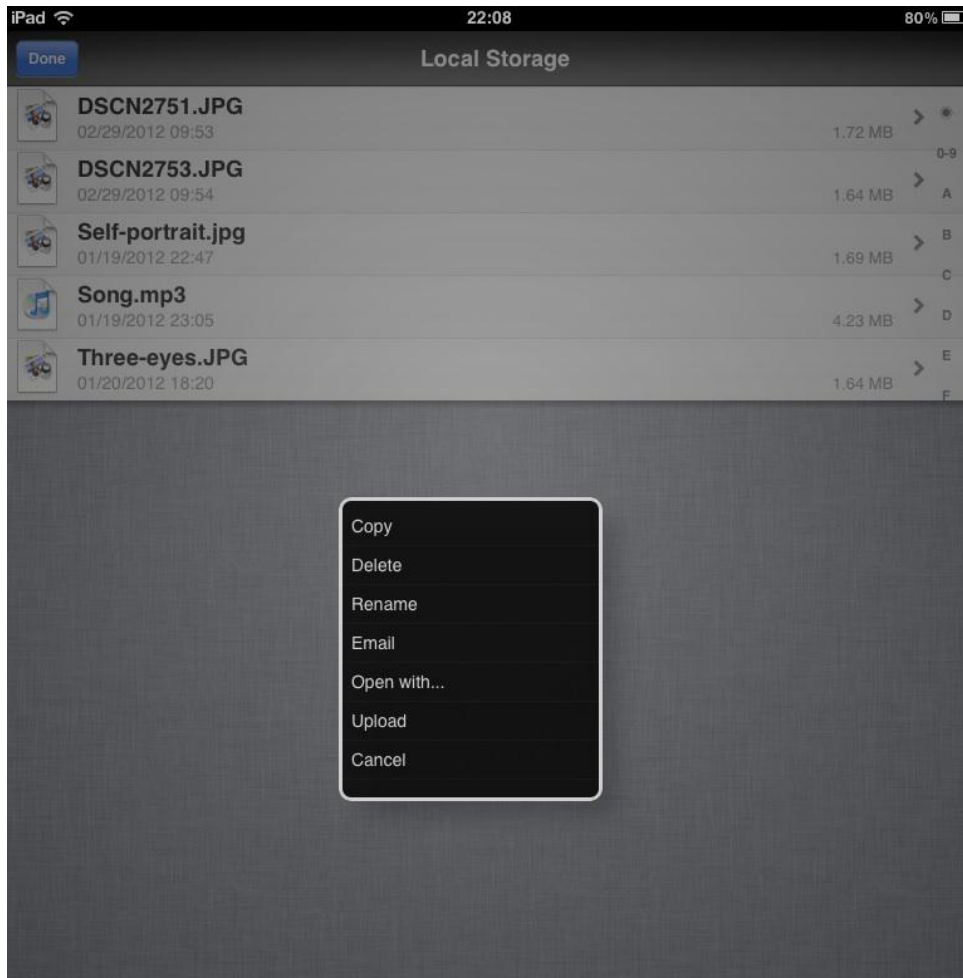 iPad 22:08 80%
Done Local Storage
DSCN2751.JPG
02/29/2012 09:53 1.72 MB
DSCN2753.JPG
02/29/2012 09:54 1.64 MB
Self-portrait.jpg
01/19/2012 22:47 1.69 MB
Song.mp3
01/19/2012 23:05 4.23 MB
Three-eyes.JPG
01/20/2012 18:20 1.64 MB
0-9
A
B
C
D
E
F
Copy
Delete
Rename
Email
Open with...
Upload
Cancel